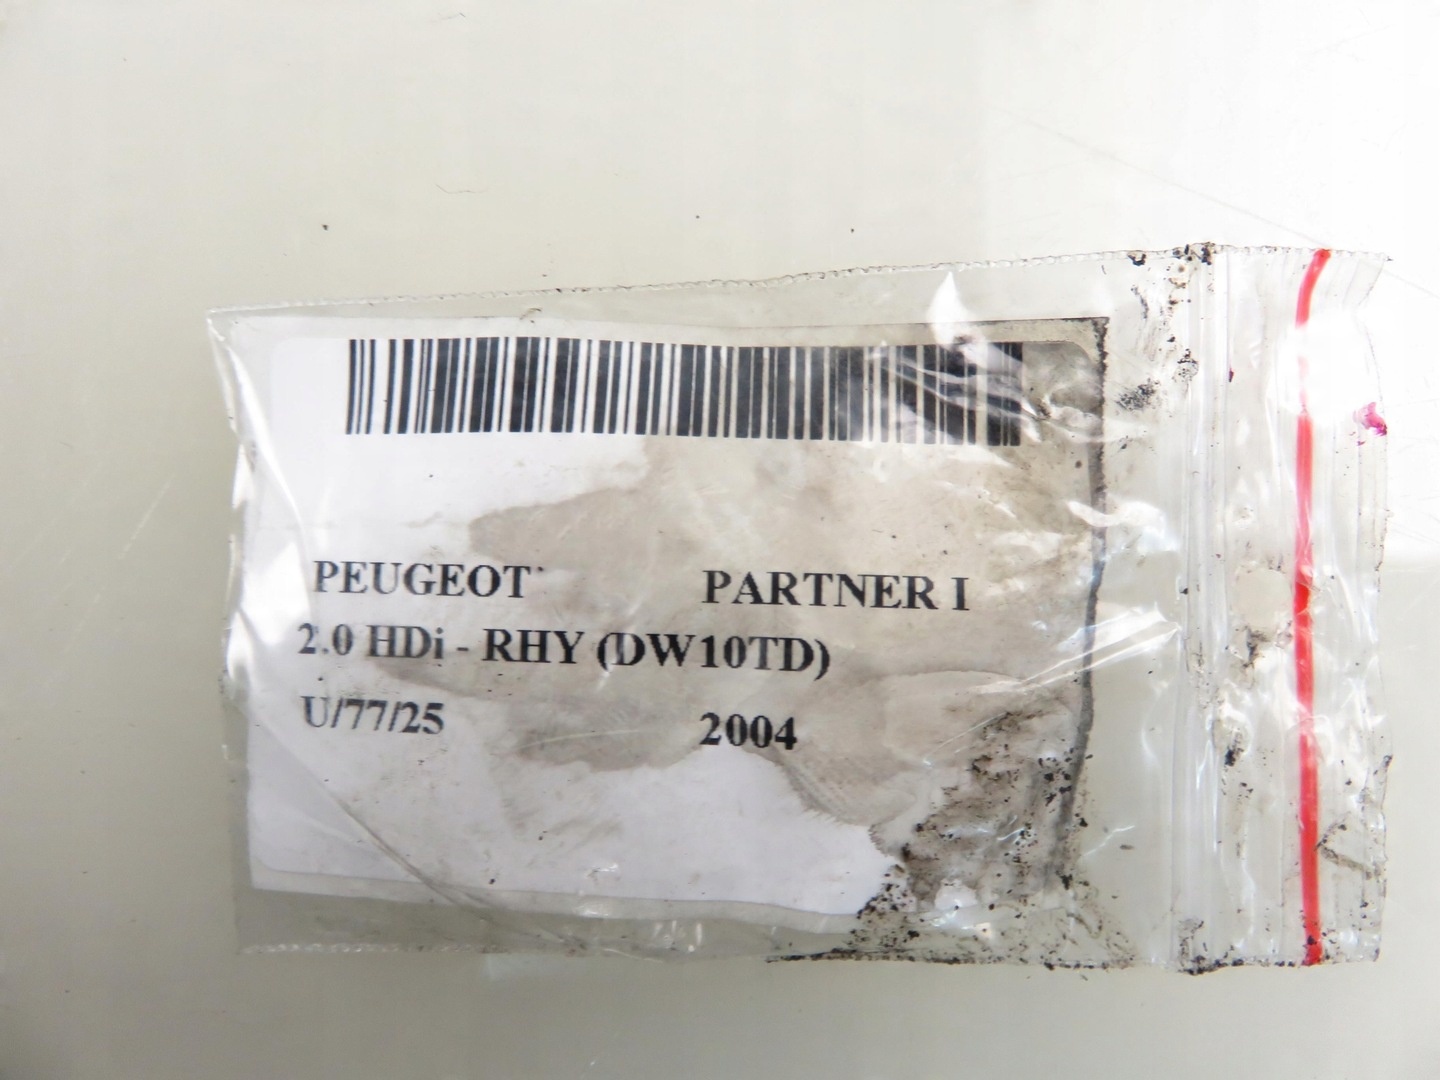 PEUGEOT PARTNER I
2.0 HDi - RHY (DW10TD)
U/77/25 2004